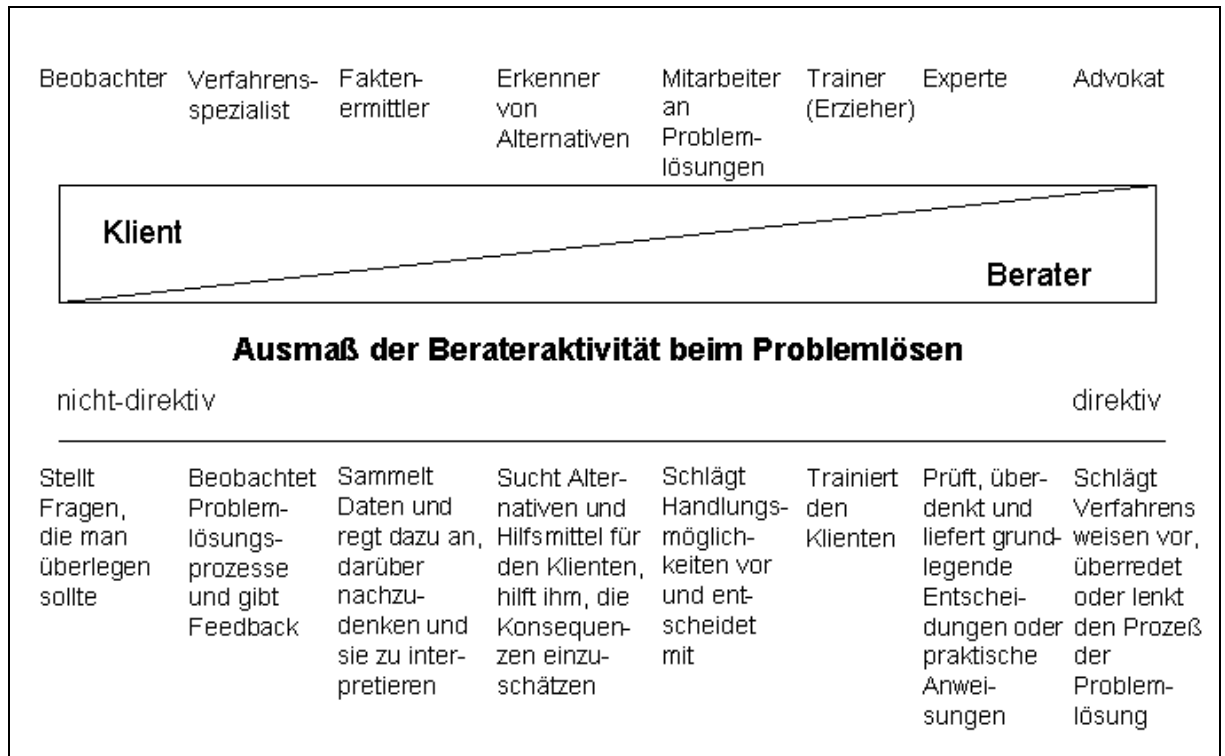 Beobachter
Verfahrens-
spezialist
Fakten-
ermittler
Erkenner
von
Alternativen
Mitarbeiter
an
Problem-
lösungen
Trainer
(Erzieher)
Experte
Advokat
Klient
Berater
Ausmaß der Berateraktivität beim Problemlösen
nicht-direktiv
direktiv
Stellt
Fragen,
die man
überlegen
sollte
Beobachtet
Problem-
lösungs-
prozesse
und gibt
Feedback
Sammelt
Daten und
regt dazu an,
darüber
nachzu-
denken und
sie zu inter-
pretieren
Sucht Alter-
nativen und
Hilfsmittel für
den Klienten,
hilft ihm, die
Konsequen-
zen einzu-
schätzen
Schlägt
Handlungs-
möglich-
keiten vor
und ent-
scheidet
mit
Trainiert
den
Klienten
Prüft, über-
denkt und
liefert grund-
legende
Entschei-
dungen oder
praktische
Anwei-
sungen
Schlägt
Verfahrens
weisen vor,
überredet
oder lenkt
den Prozeß
der
Problem-
lösung